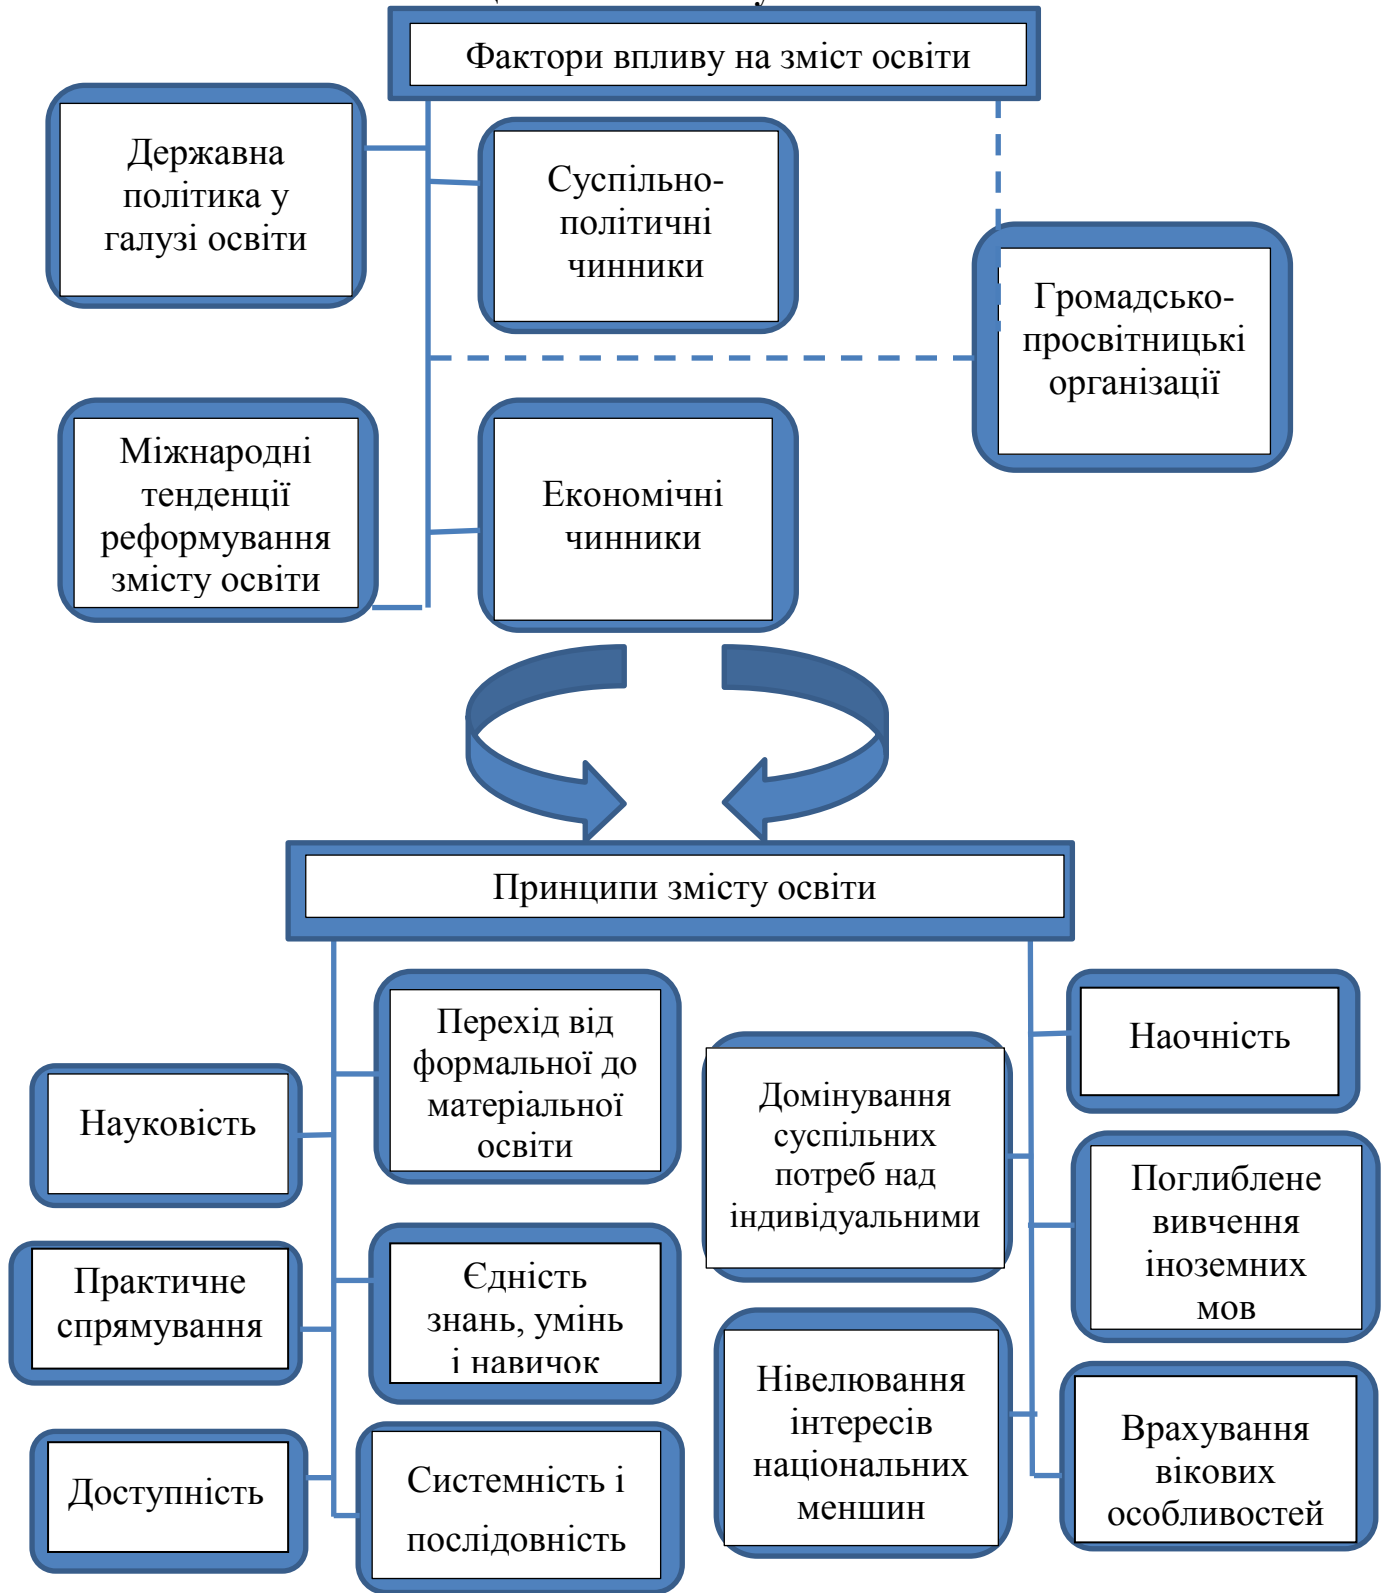 Фактори впливу на зміст освіти
Державна
політика у
галузі освіти
Суспільно-
політичні
чинники
Громадсько-
просвітницькі
організації
Міжнародні
тенденції
реформування
змісту освіти
Економічні
чинники
Принципи змісту освіти
Перехід від
формальної до
матеріальної
освіти
Наочність
Науковість
Домінування
суспільних
потреб над
індивідуальними
Поглиблене
вивчення
іноземних
мов
Практичне
спрямування
Єдність
знань, умінь
і навичок
Нівелювання
інтересів
національних
меншин
Врахування
вікових
особливостей
Доступність
Системність і
послідовність